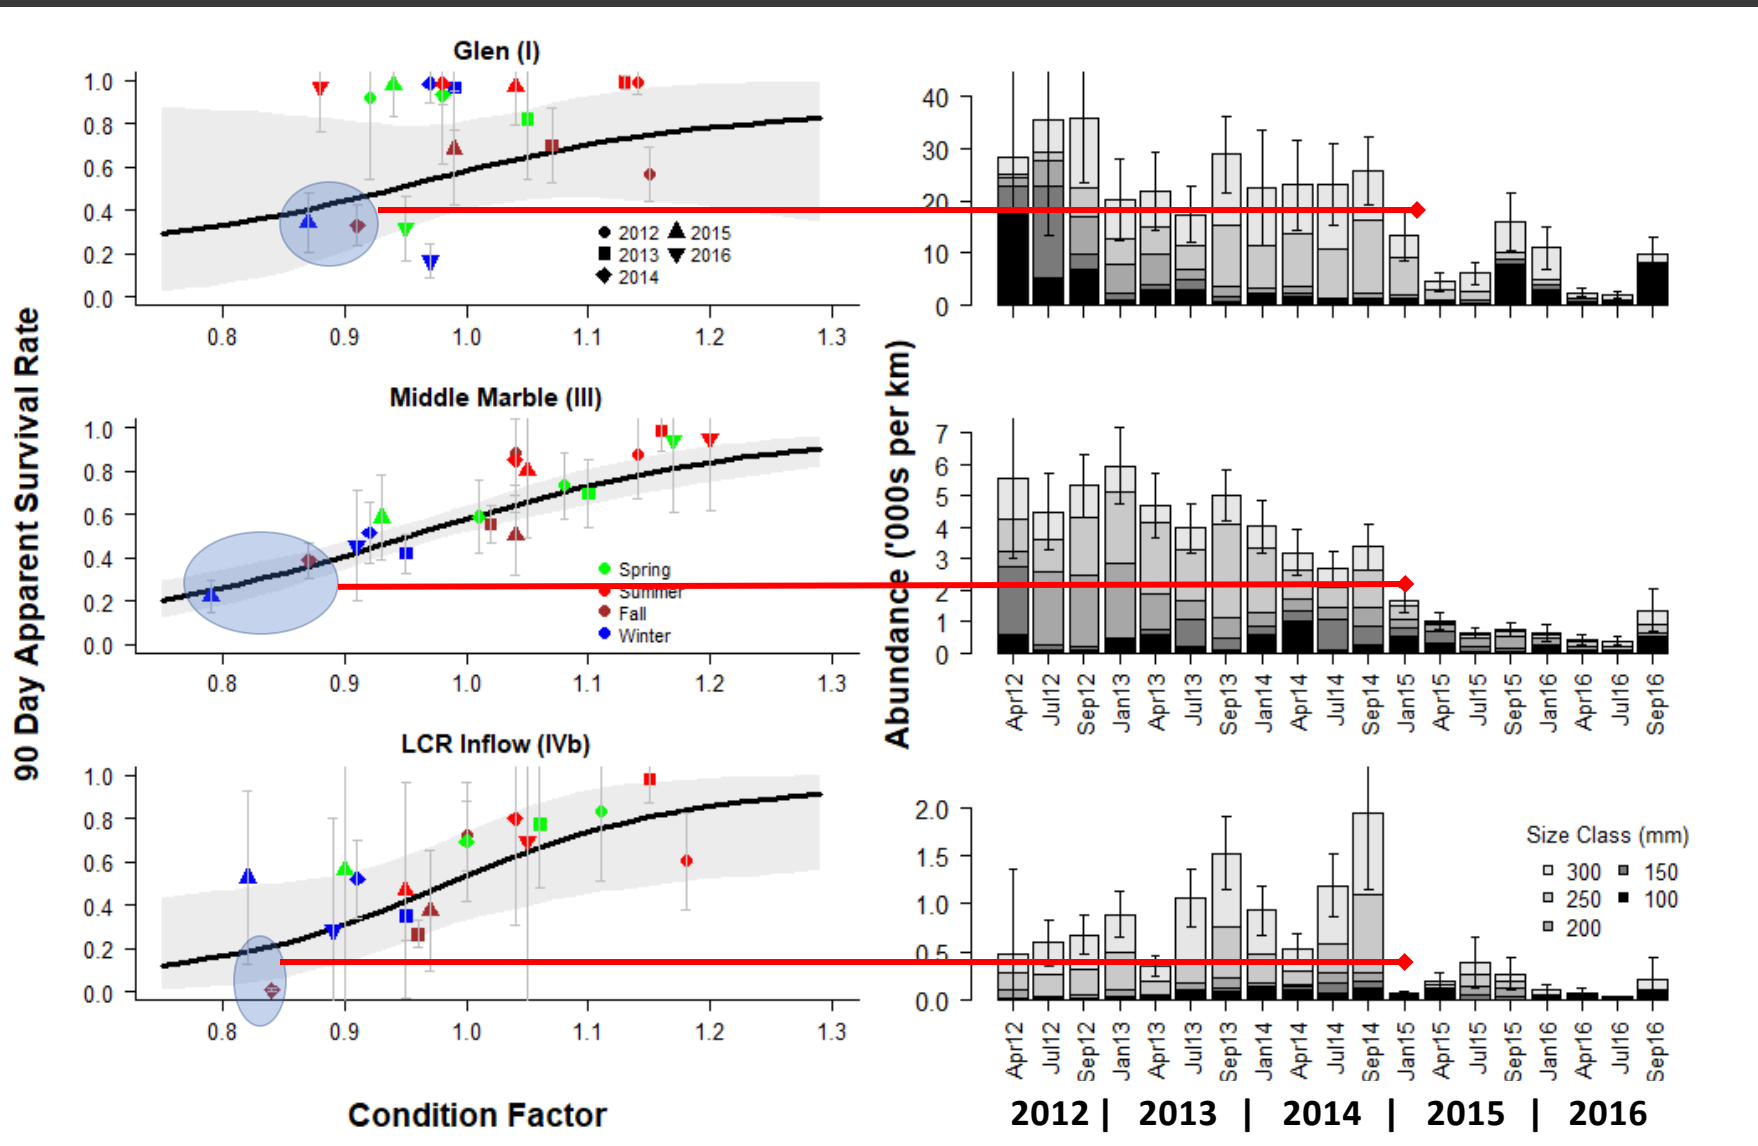 Glen (I)
1.0
0.8
0.6
0.4
0.2
0.0
2012 2015
2013 2016
2014
0.8 0.9 1.0 1.1 1.2 1.3
40
30
20
10
0
Middle Marble (III)
1.0
0.8
0.6
0.4
0.2
0.0
Spring
Summer
Fall
Winter
0.8 0.9 1.0 1.1 1.2 1.3
7
6
5
4
3
2
1
0
Apr12 Jul12 Sep12 Jan13 Apr13 Jul13 Sep13 Jan14 Apr14 Jul14 Sep14 Jan15 Apr15 Jul15 Sep15 Jan16 Apr16 Jul16 Sep16
LCR Inflow (IVb)
1.0
0.8
0.6
0.4
0.2
0.0
0.8 0.9 1.0 1.1 1.2 1.3
2.0
1.5
1.0
0.5
0.0
Size Class (mm)
300 150
250 100
200
Apr12 Jul12 Sep12 Jan13 Apr13 Jul13 Sep13 Jan14 Apr14 Jul14 Sep14 Jan15 Apr15 Jul15 Sep15 Jan16 Apr16 Jul16 Sep16
90 Day Apparent Survival Rate
Condition Factor
Abundance ('000s per km)
2012 | 2013 | 2014 | 2015 | 2016